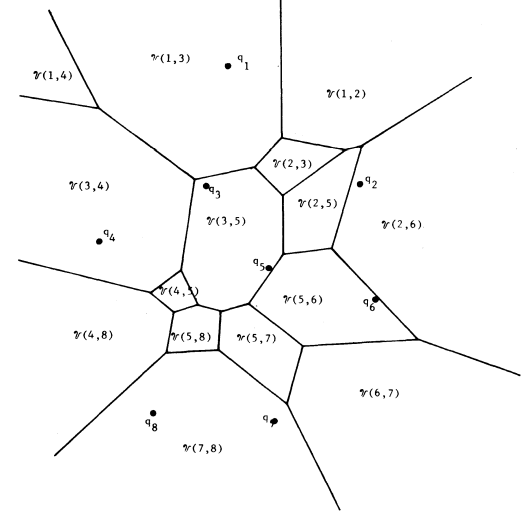 𝒱(1,3)
q1
𝒱(1,4)
𝒱(1,2)
𝒱(2,3)
𝒱(3,4)
q3
q2
𝒱(2,5)
𝒱(3,5)
𝒱(2,6)
q4
q5
𝒱(4,5)
𝒱(5,6)
q6
𝒱(4,8)
𝒱(5,8)
𝒱(5,7)
𝒱(6,7)
q8
q7
𝒱(7,8)